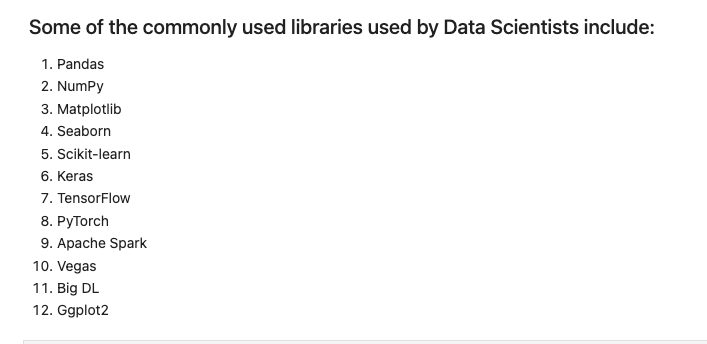 Some of the commonly used libraries used by Data Scientists include:
1. Pandas
2. NumPy
3. Matplotlib
4. Seaborn
5. Scikit-learn
6. Keras
7. TensorFlow
8. PyTorch
9. Apache Spark
10. Vegas
11. Big DL
12. Ggplot2